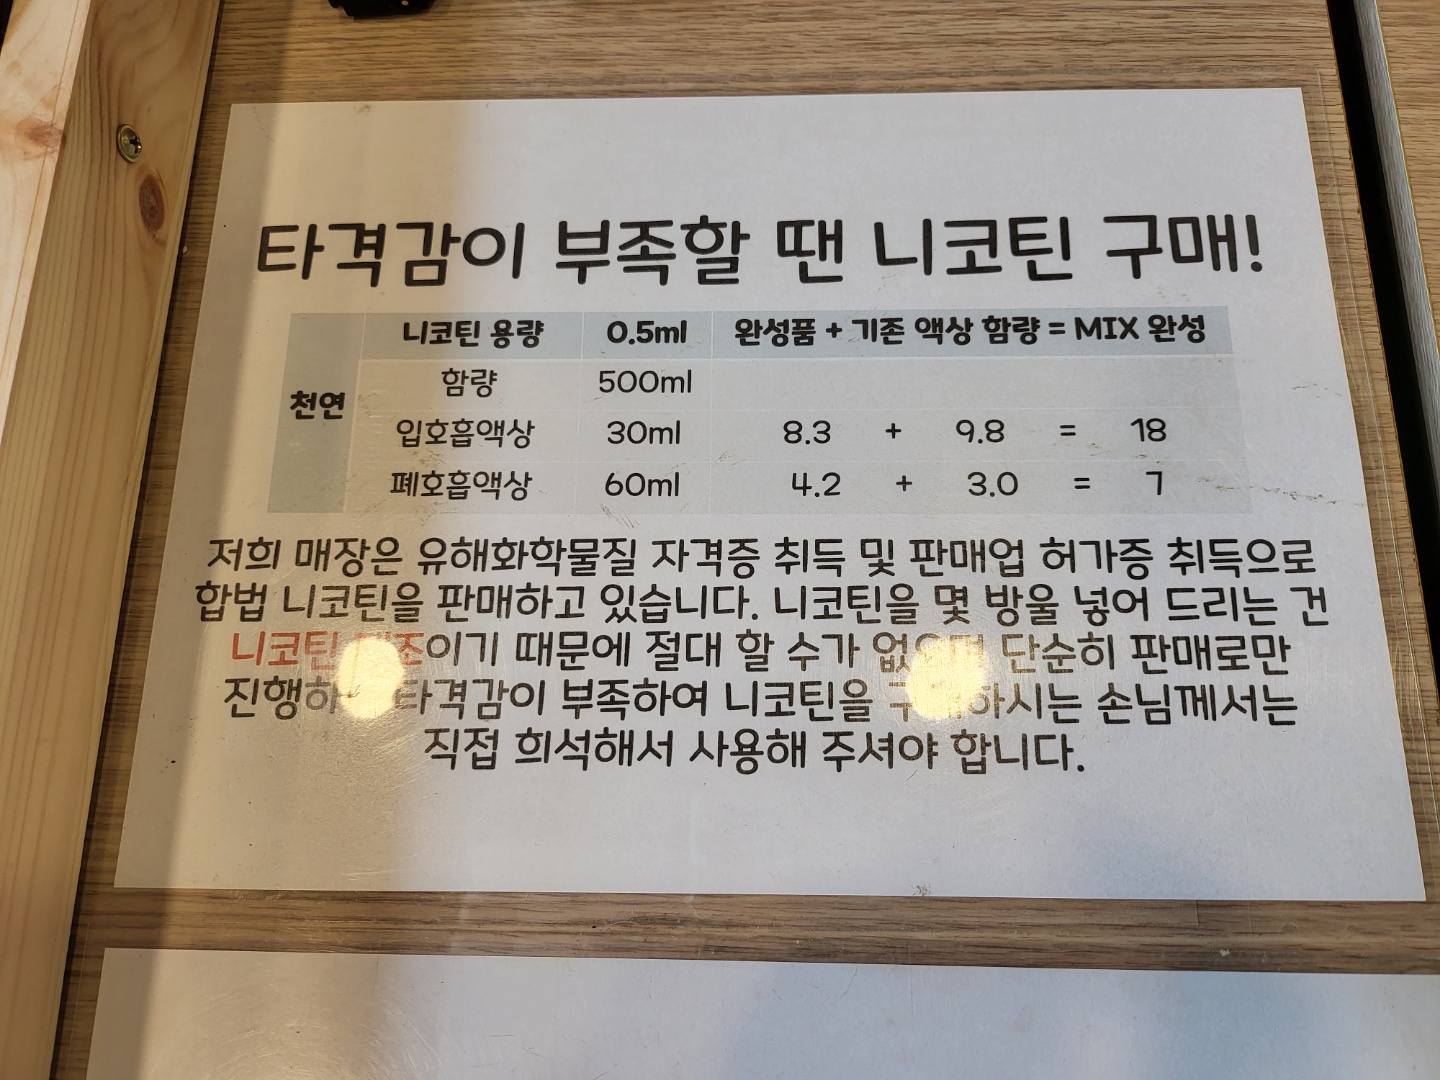 타격감이 부족할 땐 니코틴 구매!
천연
니코틴 용량 0.5ml 완성품 + 기존 액상 함량 = MIX 완성
함량 500ml
입호흡액상 30ml 8.3 + 9.8 = 18
폐호흡액상 60ml 4.2 + 3.0 = 7
저희 매장은 유해화학물질 자격증 취득 및 판매업 허가증 취득으로
합법 니코틴을 판매하고 있습니다. 니코틴을 몇 방울 넣어 드리는 건
니코틴 이기 때문에 절대 할 수가 없으며 단순히 판매로만
타격감이 부족하여 니코틴을 구매하시는 손님께서는
직접 희석해서 사용해 주셔야 합니다.